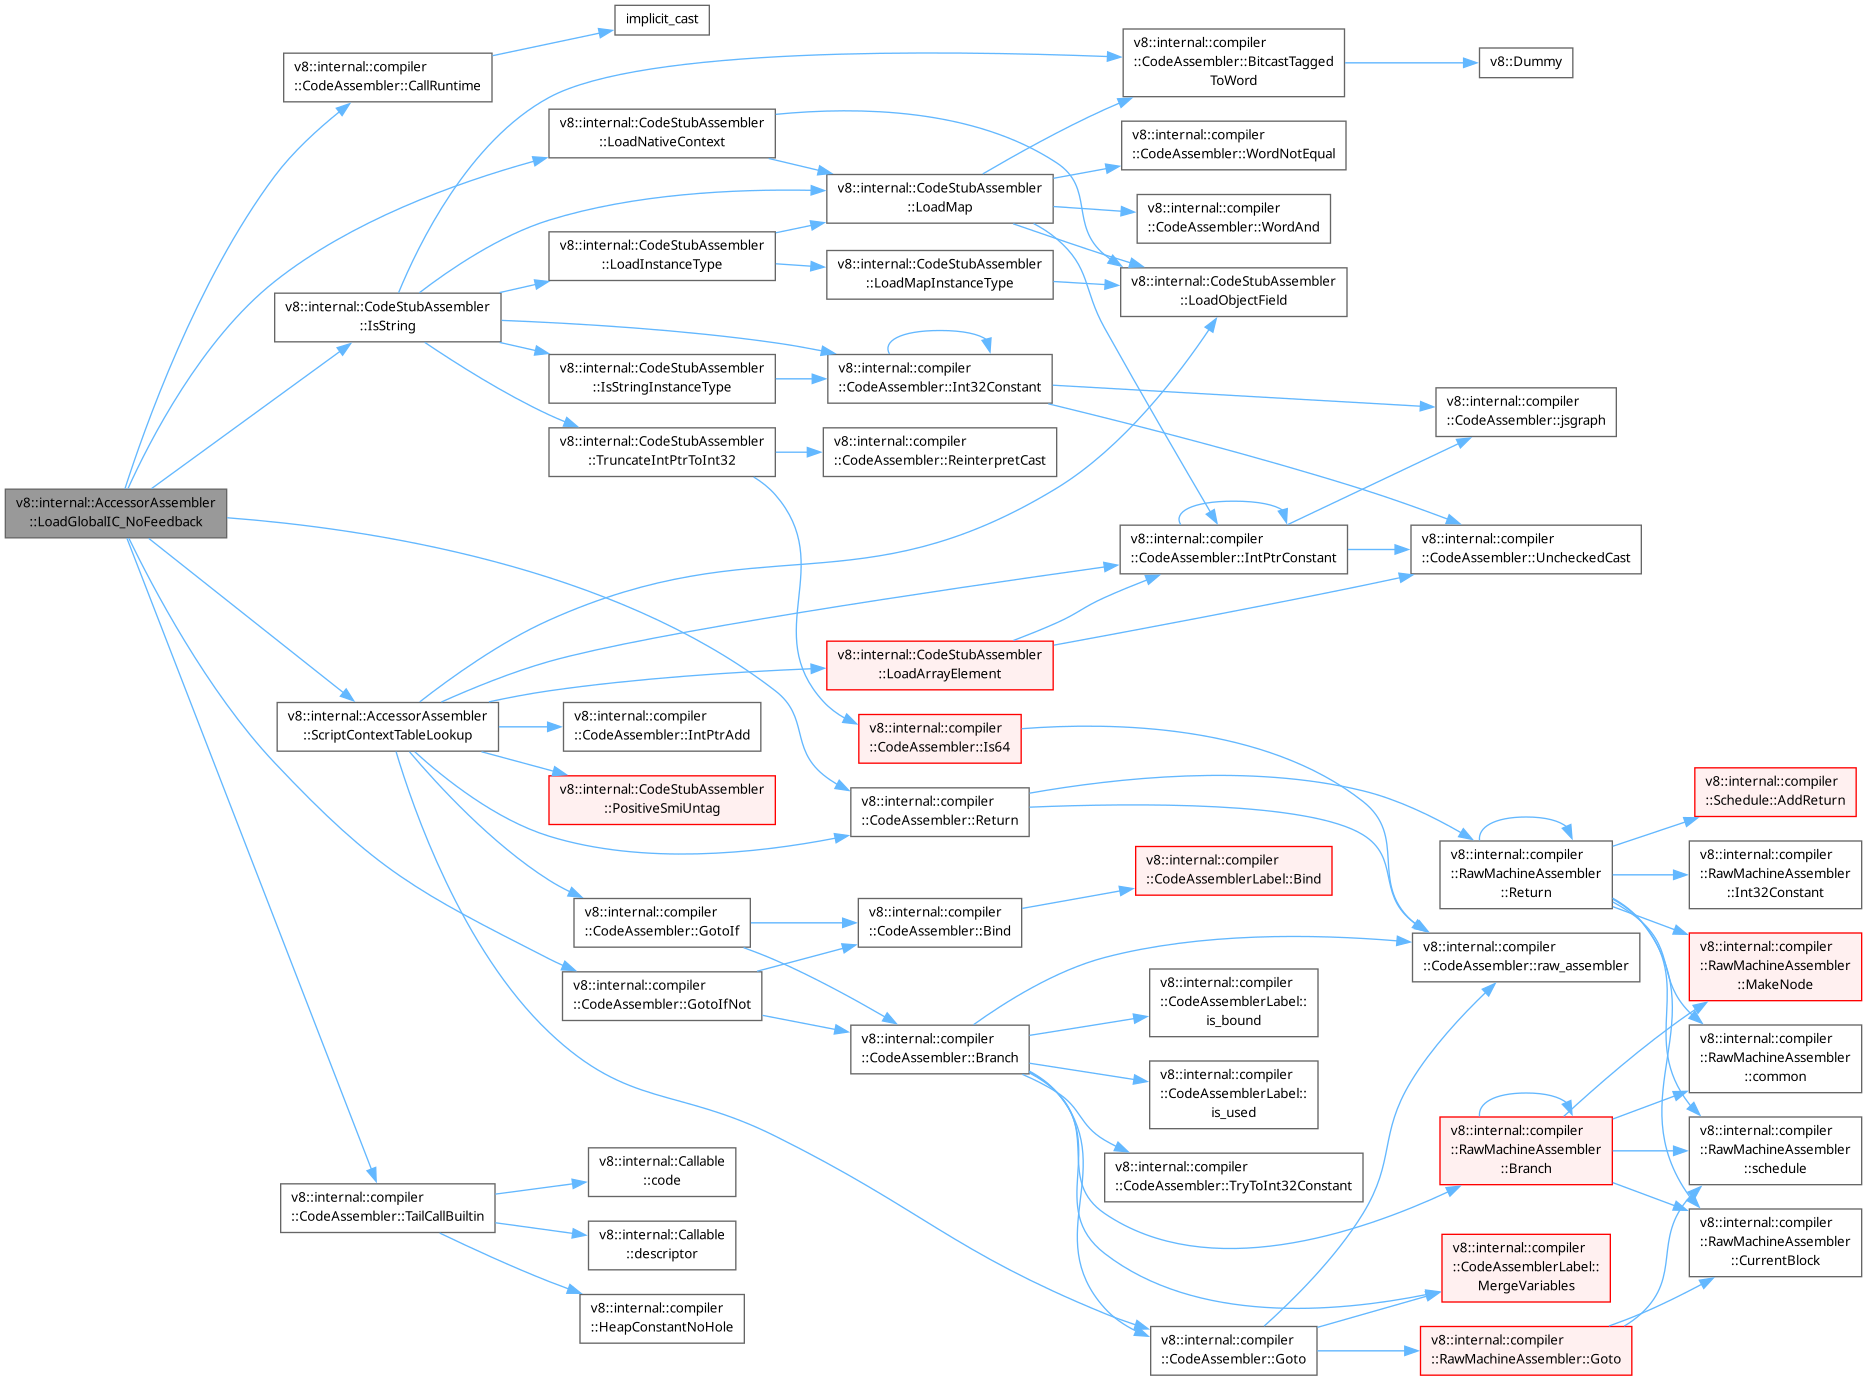 implicit_cast
v8::internal::compiler
::CodeAssembler::CallRuntime
v8::internal::compiler
::CodeAssembler::BitcastTagged
ToWord
v8::Dummy
v8::internal::CodeStubAssembler
::LoadNativeContext
v8::internal::compiler
::CodeAssembler::WordNotEqual
v8::internal::CodeStubAssembler
::LoadMap
v8::internal::compiler
::CodeAssembler::WordAnd
v8::internal::CodeStubAssembler
::LoadInstanceType
v8::internal::CodeStubAssembler
::LoadMapInstanceType
v8::internal::CodeStubAssembler
::LoadObjectField
v8::internal::CodeStubAssembler
::IsString
v8::internal::CodeStubAssembler
::IsStringInstanceType
v8::internal::compiler
::CodeAssembler::Int32Constant
v8::internal::compiler
::CodeAssembler::jsgraph
v8::internal::CodeStubAssembler
::TruncateIntPtrToInt32
v8::internal::compiler
::CodeAssembler::ReinterpretCast
v8::internal::AccessorAssembler
::LoadGlobalIC_NoFeedback
v8::internal::compiler
::CodeAssembler::IntPtrConstant
v8::internal::compiler
::CodeAssembler::UncheckedCast
v8::internal::CodeStubAssembler
::LoadArrayElement
v8::internal::AccessorAssembler
::ScriptContextTableLookup
v8::internal::compiler
::CodeAssembler::IntPtrAdd
v8::internal::compiler
::CodeAssembler::Is64
v8::internal::CodeStubAssembler
::PositiveSmiUntag
v8::internal::compiler
::CodeAssembler::Return
v8::internal::compiler
::Schedule::AddReturn
v8::internal::compiler
::CodeAssemblerLabel::Bind
v8::internal::compiler
::RawMachineAssembler
::Return
v8::internal::compiler
::RawMachineAssembler
::Int32Constant
v8::internal::compiler
::CodeAssembler::GotoIf
v8::internal::compiler
::CodeAssembler::Bind
v8::internal::compiler
::CodeAssembler::raw_assembler
v8::internal::compiler
::RawMachineAssembler
::MakeNode
v8::internal::compiler
::CodeAssembler::GotoIfNot
v8::internal::compiler
::CodeAssemblerLabel::
is_bound
v8::internal::compiler
::CodeAssembler::Branch
v8::internal::compiler
::RawMachineAssembler
::common
v8::internal::compiler
::CodeAssemblerLabel::
is_used
v8::internal::compiler
::RawMachineAssembler
::Branch
v8::internal::compiler
::RawMachineAssembler
::schedule
v8::internal::compiler
::CodeAssembler::TryToInt32Constant
v8::internal::Callable
::code
v8::internal::compiler
::CodeAssembler::TailCallBuiltin
v8::internal::Callable
::descriptor
v8::internal::compiler
::RawMachineAssembler
::CurrentBlock
v8::internal::compiler
::CodeAssemblerLabel::
MergeVariables
v8::internal::compiler
::HeapConstantNoHole
v8::internal::compiler
::CodeAssembler::Goto
v8::internal::compiler
::RawMachineAssembler::Goto